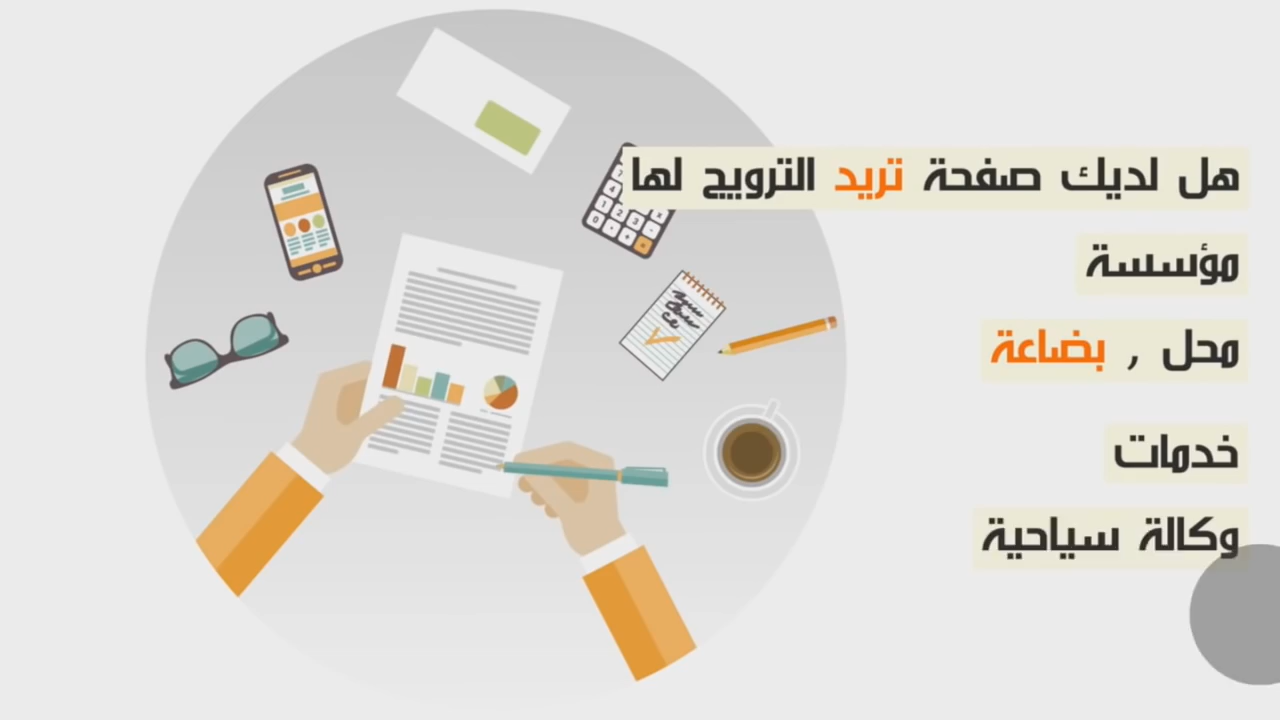 هل لديك صفحة تريد الترويج لها
مؤسسة
محل , بضاعة
خدمات
وكالة سياحية